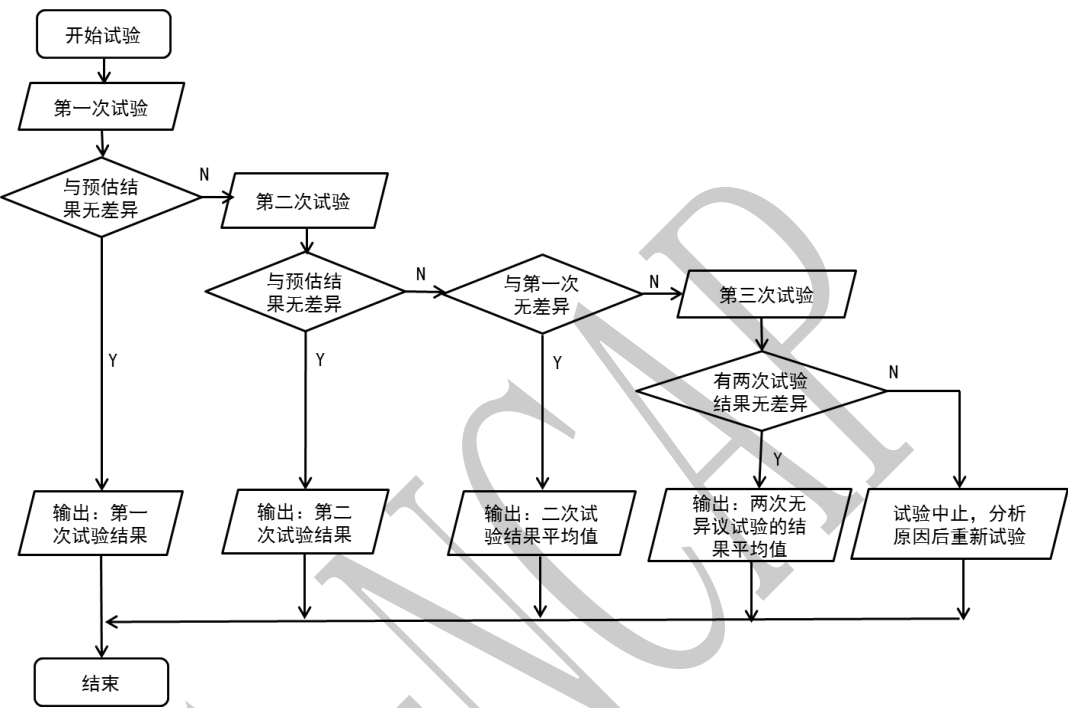 开始试验
第一次试验
与预估结
果无差异
N
第二次试验
与预估结
果无差异
N
与第一次
无差异
N
第三次试验
有两次试验
结果无差异
N
Y
Y
Y
Y
输出：第一
次试验结果
输出：第二
次试验结果
输出：二次试
验结果平均值
输出：两次无
异议试验的结
果平均值
试验中止，分析
原因后重新试验
结束
NCAP